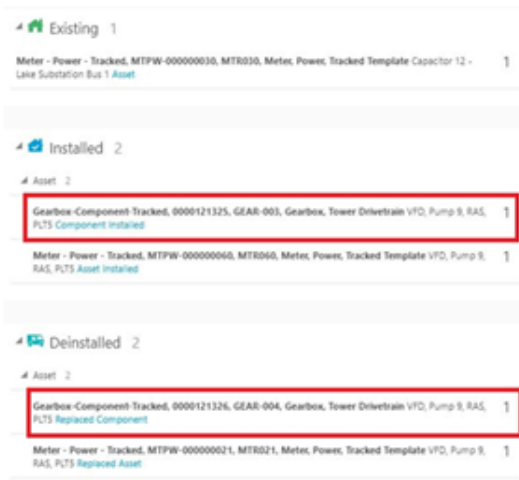 Existing 1
Meter - Power - Tracked, MTPW-000000030, MTR030, Meter, Power, Tracked Template Capacitor 12 - 1
Lake Substation Bus 1 Asset
Installed 2
Asset 2
Gearbox-Component-Tracked, 0000121325, GEAR-003, Gearbox, Tower Drivetrain VFD, Pump 9, RAS, 1
PLT5 Component Installed
Meter - Power - Tracked, MTPW-000000060, MTR060, Meter, Power, Tracked Template VFD, Pump 9, 1
RAS, PLT5 Asset Installed
Deinstalled 2
Asset 2
Gearbox-Component-Tracked, 0000121326, GEAR-004, Gearbox, Tower Drivetrain VFD, Pump 9, RAS, 1
PLT5 Replaced Component
Meter - Power - Tracked, MTPW-000000021, MTR021, Meter, Power, Tracked Template VFD, Pump 9, 1
RAS, PLT5 Replaced Asset